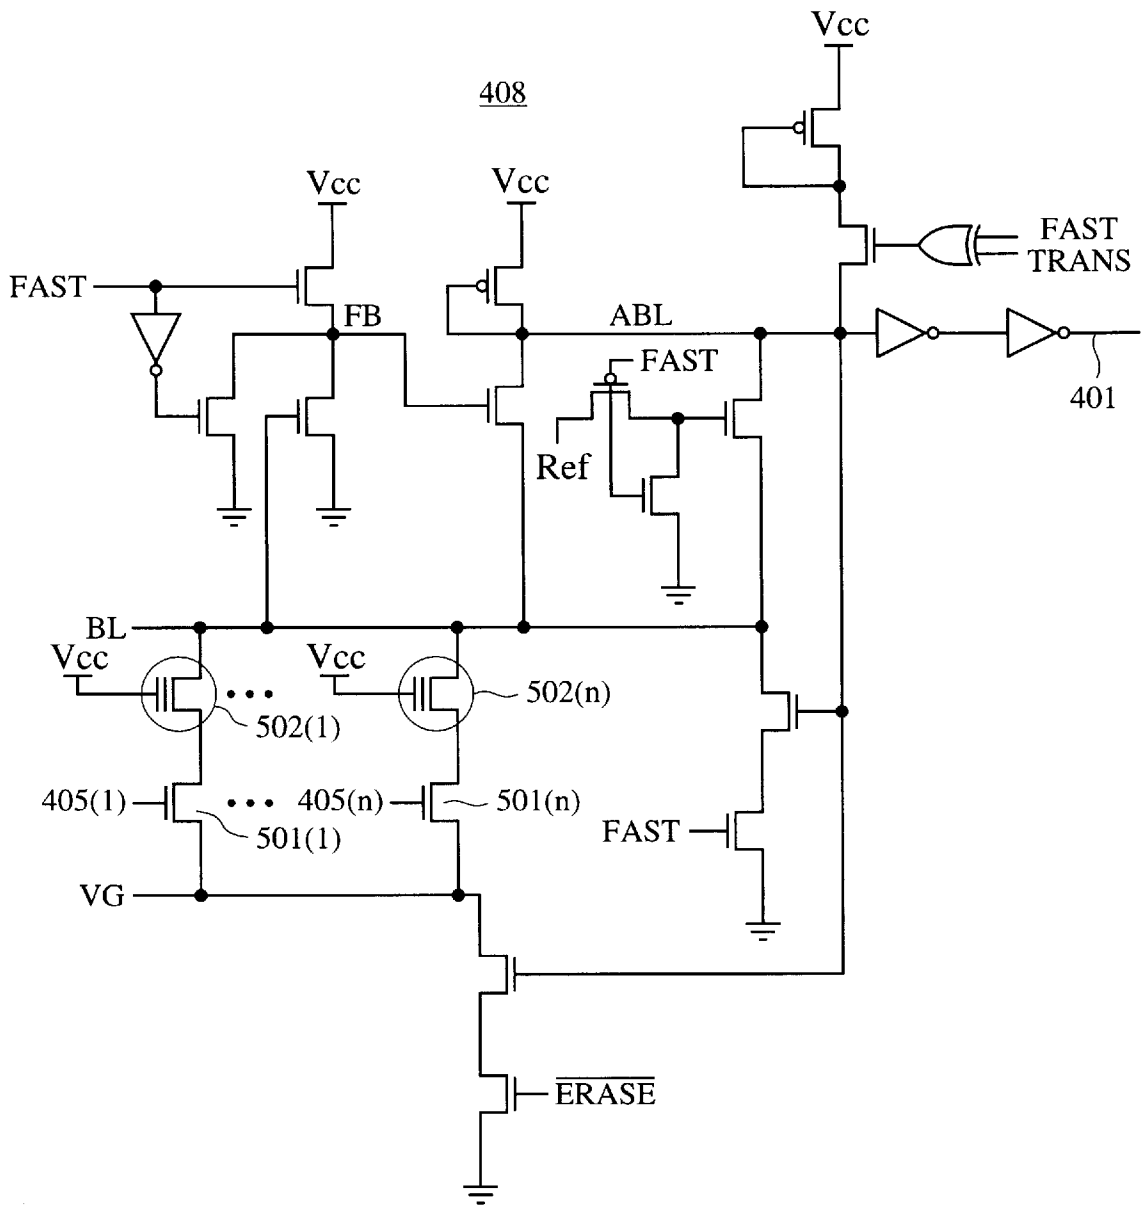 Vcc
408
Vcc
Vcc
FAST
TRANS
FAST
FB
ABL
FAST
401
Ref
BL
Vcc
Vcc
502(n)
502(1)
405(1)
405(n)
501(n)
501(1)
FAST
VG
ERASE